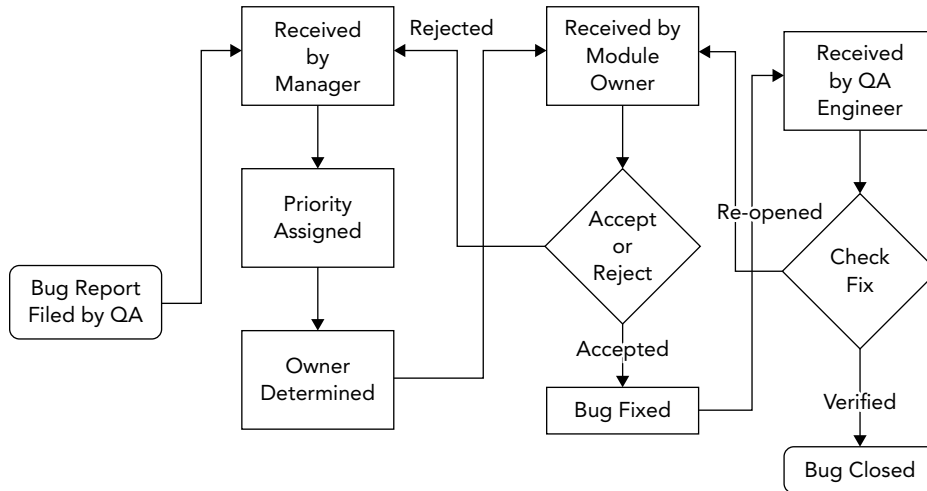 Received
by
Manager
Rejected
Received by
Module
Owner
Received
by QA
Engineer
Priority
Assigned
Accept
or
Reject
Re-opened
Check
Fix
Bug Report
Filed by QA
Owner
Determined
Accepted
Bug Fixed
Verified
Bug Closed